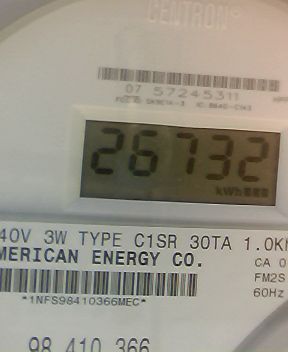 CENTRON®
07 57245311
26732
kWh
40V 3W TYPE C1SR 30TA 1.0K
MERICAN ENERGY CO.
CA 0
FM2S
60Hz
*1NFS98410366MEC*
98 410 366